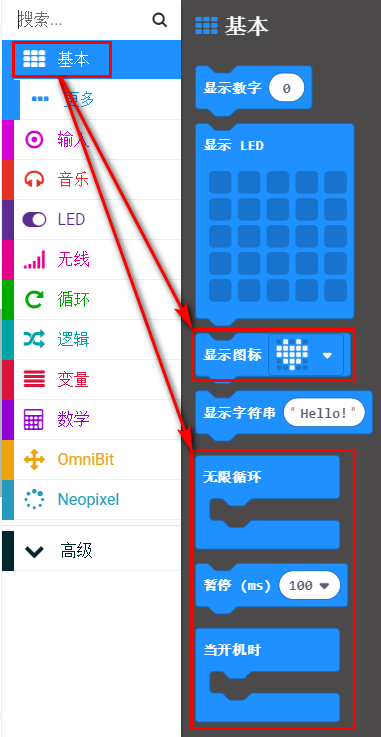 搜索...
基本
更多
输入
音乐
LED
无线
循环
逻辑
变量
数学
OmniBit
Neopixel
高级
基本
显示数字 0
显示 LED
显示图标
显示字符串 "Hello!"
无限循环
暂停 (ms) 100
当开机时